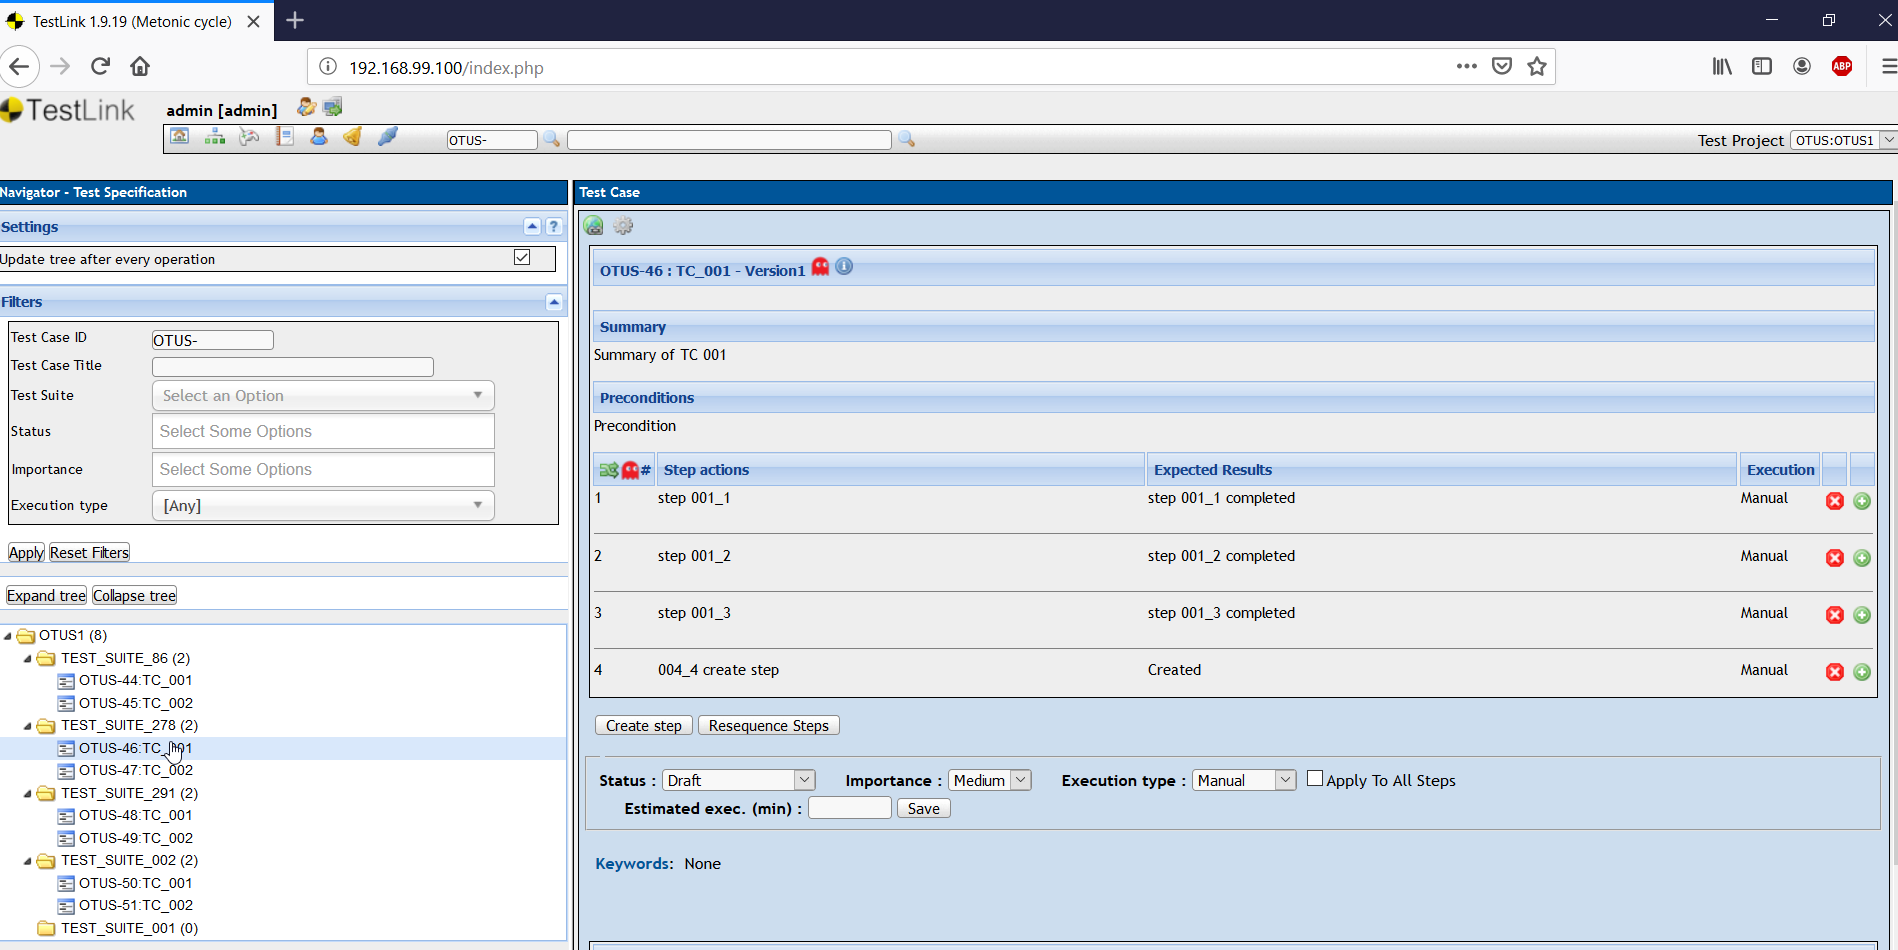 TestLink 1.9.19 (Metonic cycle)
192.168.99.100/index.php
ABP
TestLink
admin [admin]
OTUS-
Test Project OTUS:OTUS1
Navigator - Test Specification
Settings
?
Update tree after every operation
Filters
Test Case ID OTUS-
Test Case Title
Test Suite Select an Option
Status Select Some Options
Importance Select Some Options
Execution type [Any]
Apply Reset Filters
Expand tree Collapse tree
OTUS1 (8)
TEST_SUITE_86 (2)
OTUS-44:TC_001
OTUS-45:TC_002
TEST_SUITE_278 (2)
OTUS-46:TC_001
OTUS-47:TC_002
TEST_SUITE_291 (2)
OTUS-48:TC_001
OTUS-49:TC_002
TEST_SUITE_002 (2)
OTUS-50:TC_001
OTUS-51:TC_002
TEST_SUITE_001 (0)
Test Case
OTUS-46 : TC_001 - Version1
Summary
Summary of TC 001
Preconditions
Precondition
# Step actions Expected Results Execution
1 step 001_1 step 001_1 completed Manual
2 step 001_2 step 001_2 completed Manual
3 step 001_3 step 001_3 completed Manual
4 004_4 create step Created Manual
Create step Resequence Steps
Status : Draft Importance : Medium Execution type : Manual Apply To All Steps
Estimated exec. (min) : Save
Keywords: None